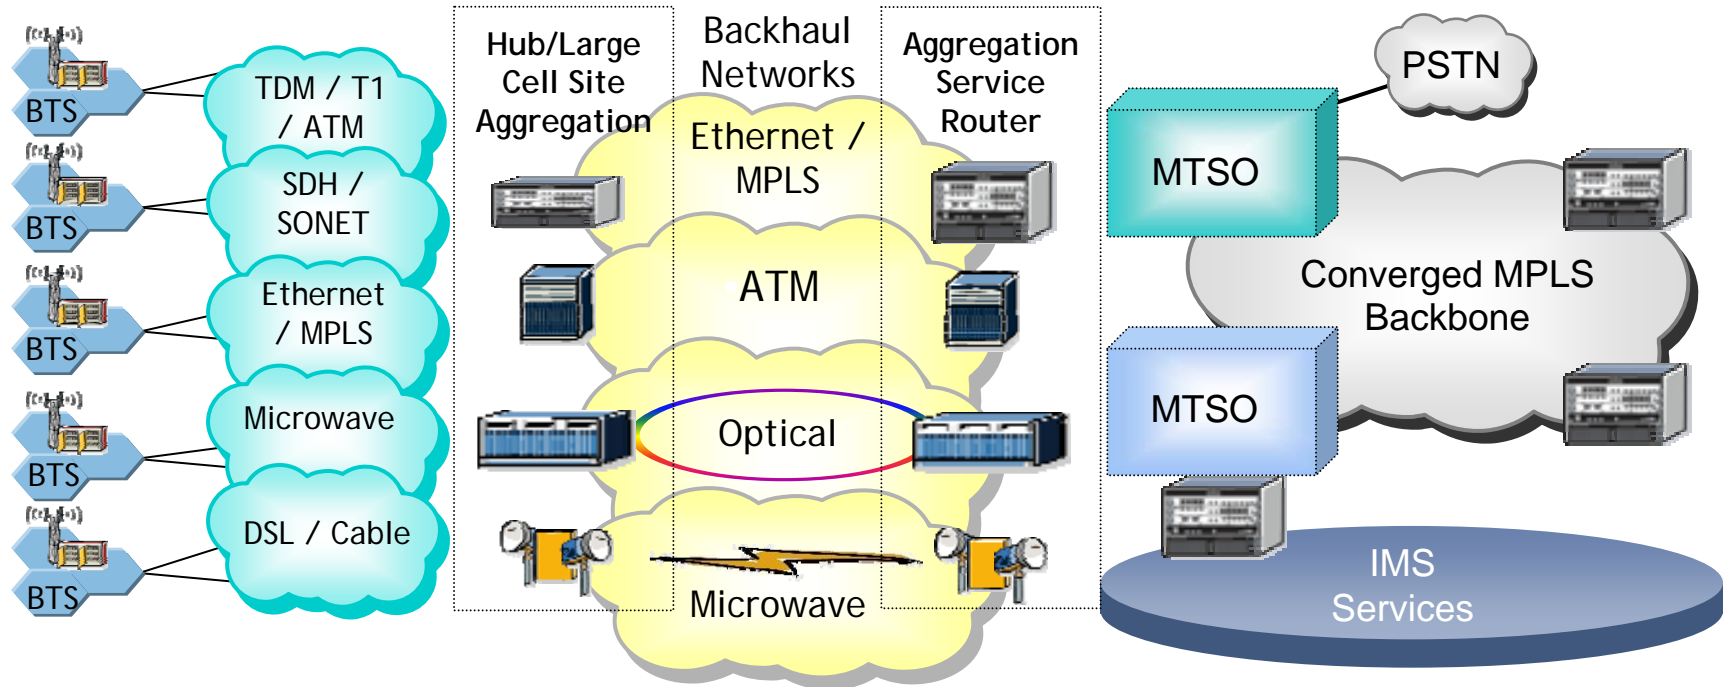 BTS
BTS
BTS
BTS
BTS
TDM / T1
/ ATM
SDH /
SONET
Ethernet
/ MPLS
Microwave
DSL / Cable
Hub/Large
Cell Site
Aggregation
Backhaul
Networks
Ethernet /
MPLS
ATM
Optical
Microwave
Aggregation
Service
Router
MTSO
MTSO
PSTN
Converged MPLS
Backbone
IMS
Services